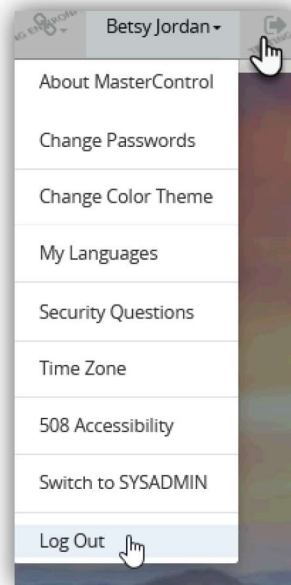 Betsy Jordan
About MasterControl
Change Passwords
Change Color Theme
My Languages
Security Questions
Time Zone
508 Accessibility
Switch to SYSADMIN
Log Out